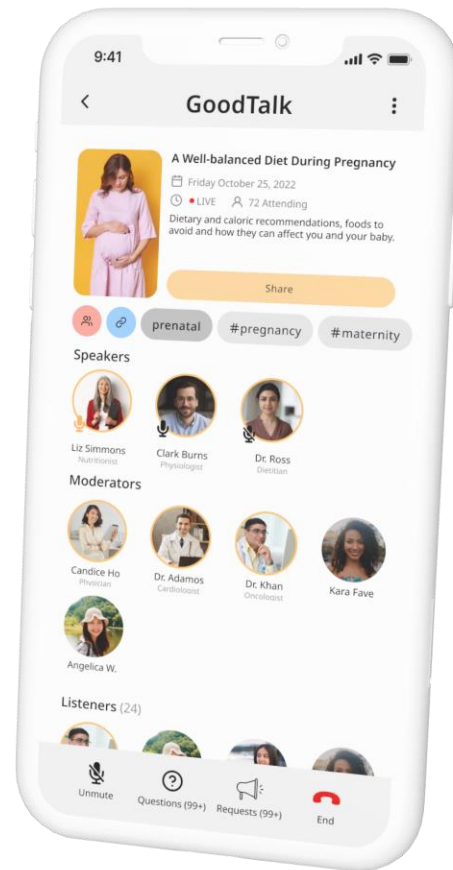 9:41
GoodTalk
A Well-balanced Diet During Pregnancy
Friday October 25, 2022
LIVE 72 Attending
Dietary and caloric recommendations, foods to
avoid and how they can affect you and your baby.
Share
prenatal #pregnancy #maternity
Speakers
Liz Simmons Clark Burns Dr. Ross
Nutritionist Physiologist Dietitian
Moderators
Candice Ho Dr. Adamos Dr. Khan Kara Fave
Physician Cardiologist Oncologist
Angelica W.
Listeners (24)
Unmute Questions (99+) Requests (99+) End